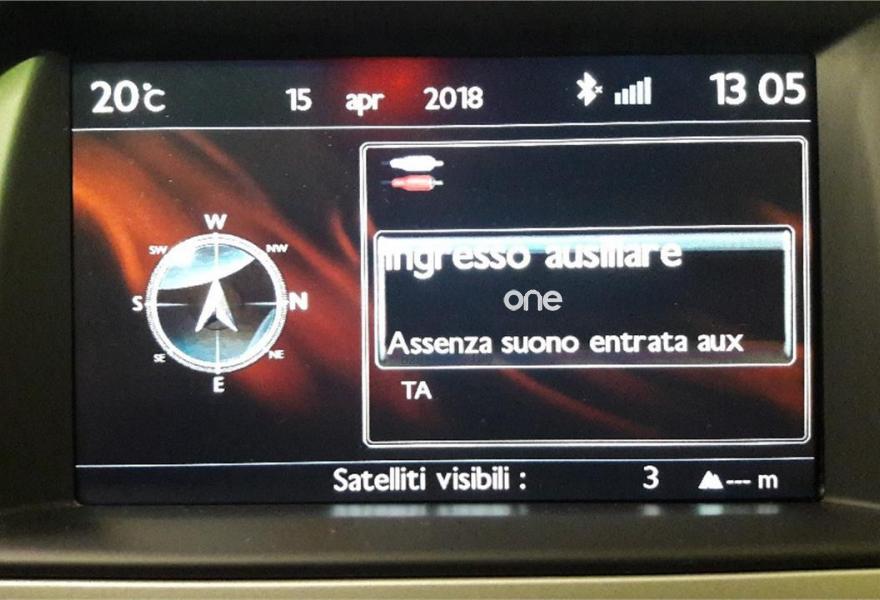 20°C 15 apr 2018 13 05
W
SW NW
S N
SE NE
E
Ingresso ausiliare
one
Assenza suono entrata aux
TA
Satelliti visibili : 3 --- m